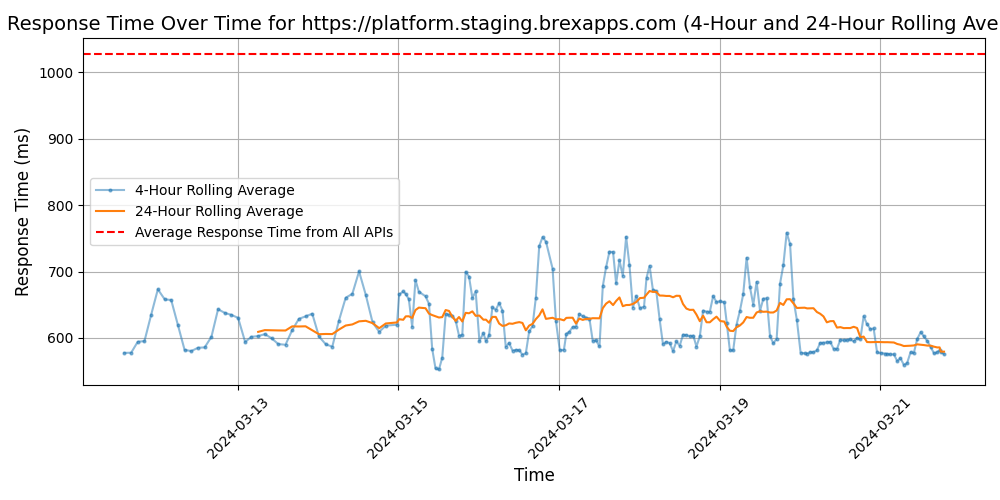 Response Time Over Time for https://platform.staging.brexapps.com (4-Hour and 24-Hour Rolling Ave
Response Time (ms)
1000
900
800
700
600
4-Hour Rolling Average
24-Hour Rolling Average
Average Response Time from All APIs
2024-03-13
2024-03-15
2024-03-17
2024-03-19
2024-03-21
Time